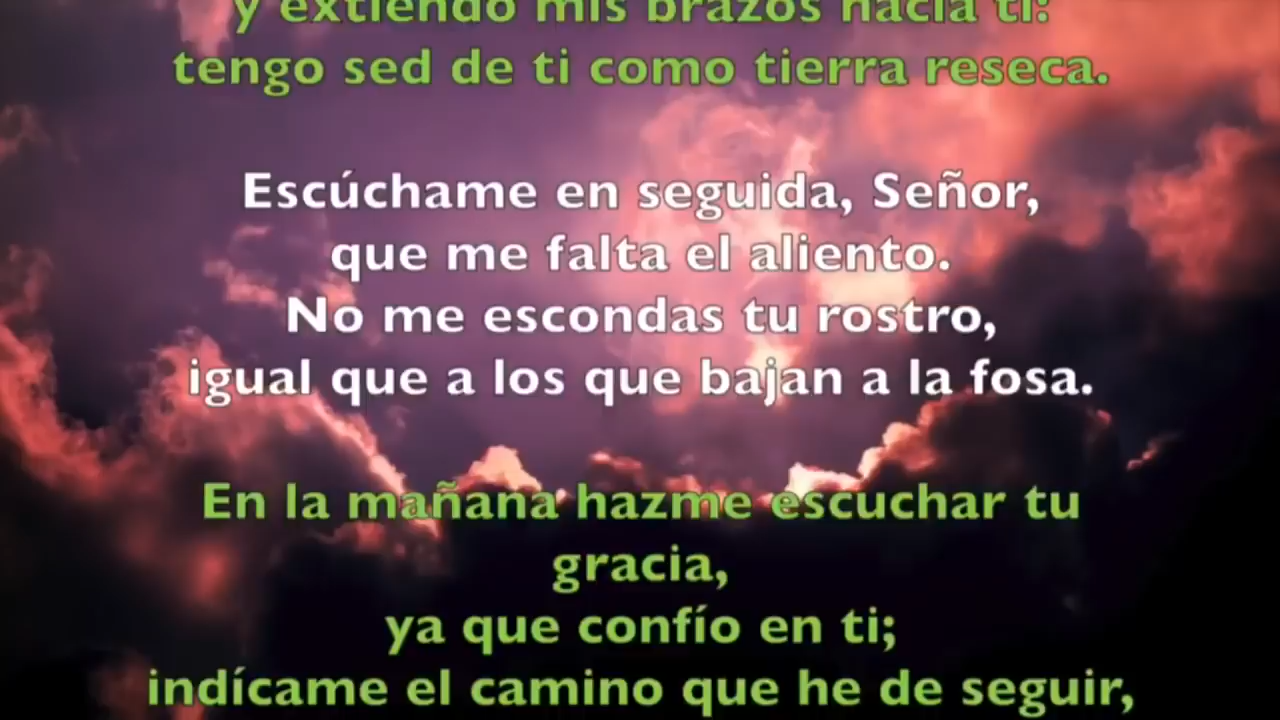 y extiendo mis brazos hacia ti:
tengo sed de ti como tierra reseca.
Escúchame en seguida, Señor,
que me falta el aliento.
No me escondas tu rostro,
igual que a los que bajan a la fosa.
En la mañana hazme escuchar tu
gracia,
ya que confío en ti;
indícame el camino que he de seguir,